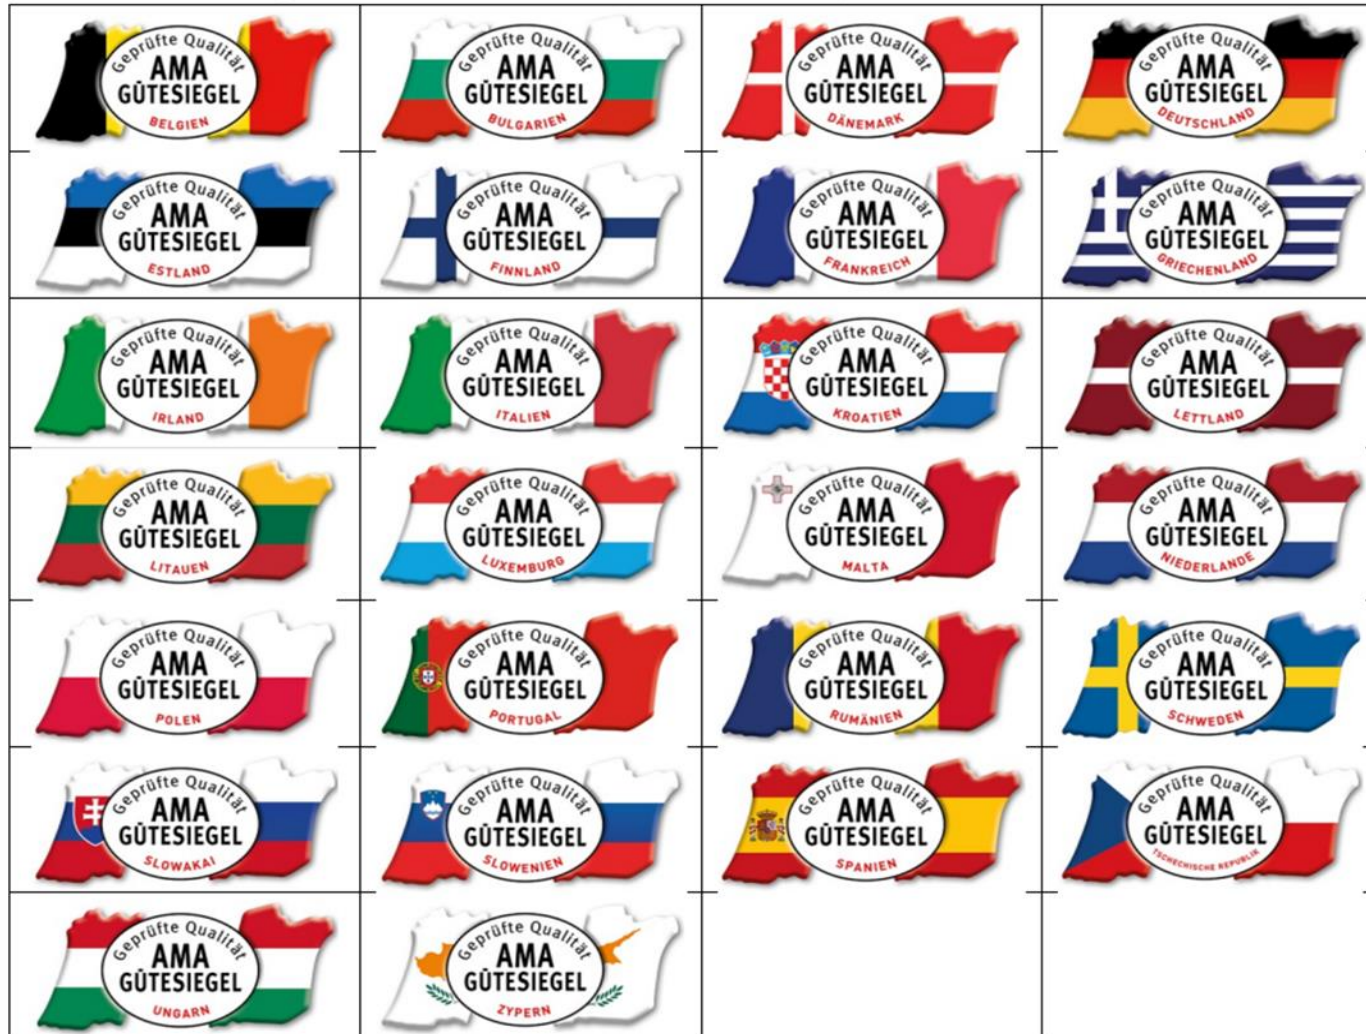 Geprüfte Qualität
AMA
GÜTESIEGEL
BELGIEN
Geprüfte Qualität
AMA
GÜTESIEGEL
BULGARIEN
Geprüfte Qualität
AMA
GÜTESIEGEL
DÄNEMARK
Geprüfte Qualität
AMA
GÜTESIEGEL
DEUTSCHLAND
Geprüfte Qualität
AMA
GÜTESIEGEL
ESTLAND
Geprüfte Qualität
AMA
GÜTESIEGEL
FINNLAND
Geprüfte Qualität
AMA
GÜTESIEGEL
FRANKREICH
Geprüfte Qualität
AMA
GÜTESIEGEL
GRIECHENLAND
Geprüfte Qualität
AMA
GÜTESIEGEL
IRLAND
Geprüfte Qualität
AMA
GÜTESIEGEL
ITALIEN
Geprüfte Qualität
AMA
GÜTESIEGEL
KROATIEN
Geprüfte Qualität
AMA
GÜTESIEGEL
LETTLAND
Geprüfte Qualität
AMA
GÜTESIEGEL
LITAUEN
Geprüfte Qualität
AMA
GÜTESIEGEL
LUXEMBURG
Geprüfte Qualität
AMA
GÜTESIEGEL
MALTA
Geprüfte Qualität
AMA
GÜTESIEGEL
NIEDERLANDE
Geprüfte Qualität
AMA
GÜTESIEGEL
POLEN
Geprüfte Qualität
AMA
GÜTESIEGEL
PORTUGAL
Geprüfte Qualität
AMA
GÜTESIEGEL
RUMÄNIEN
Geprüfte Qualität
AMA
GÜTESIEGEL
SCHWEDEN
Geprüfte Qualität
AMA
GÜTESIEGEL
SLOWAKAI
Geprüfte Qualität
AMA
GÜTESIEGEL
SLOWENIEN
Geprüfte Qualität
AMA
GÜTESIEGEL
SPANIEN
Geprüfte Qualität
AMA
GÜTESIEGEL
TSCHECHISCHE REPUBLIK
Geprüfte Qualität
AMA
GÜTESIEGEL
UNGARN
Geprüfte Qualität
AMA
GÜTESIEGEL
ZYPERN